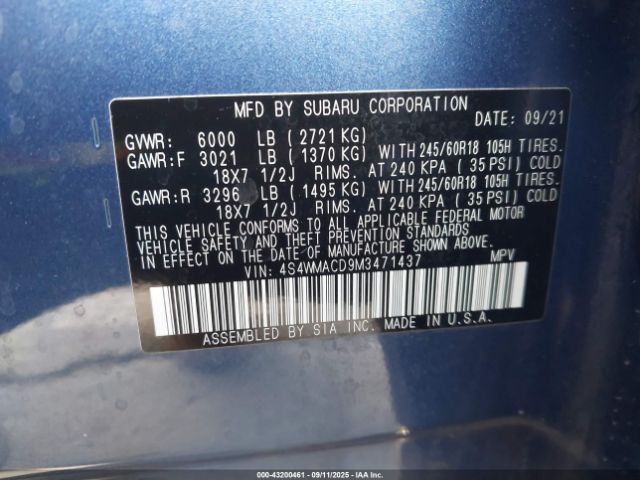 MFD BY SUBARU CORPORATION DATE: 09/21
GVWR: 6000 LB ( 2721 KG)
GAWR:F 3021 LB ( 1370 KG) WITH 245/60R18 105H TIRES.
18X7 1/2J RIMS. AT 240 KPA ( 35 PSI) COLD
GAWR:R 3296 LB ( 1495 KG) WITH 245/60R18 105H TIRES.
18X7 1/2J RIMS. AT 240 KPA ( 35 PSI) COLD
THIS VEHICLE CONFORMS TO ALL APPLICABLE FEDERAL MOTOR
VEHICLE SAFETY AND THEFT PREVENTION STANDARDS IN
EFFECT ON THE DATE OF MANUFACTURE SHOWN ABOVE.
VIN: 4S4WMACD9M3471437 MPV
ASSEMBLED BY SIA INC. MADE IN U.S.A.
000-43200461 - 09/11/2025 - IAAI.COM